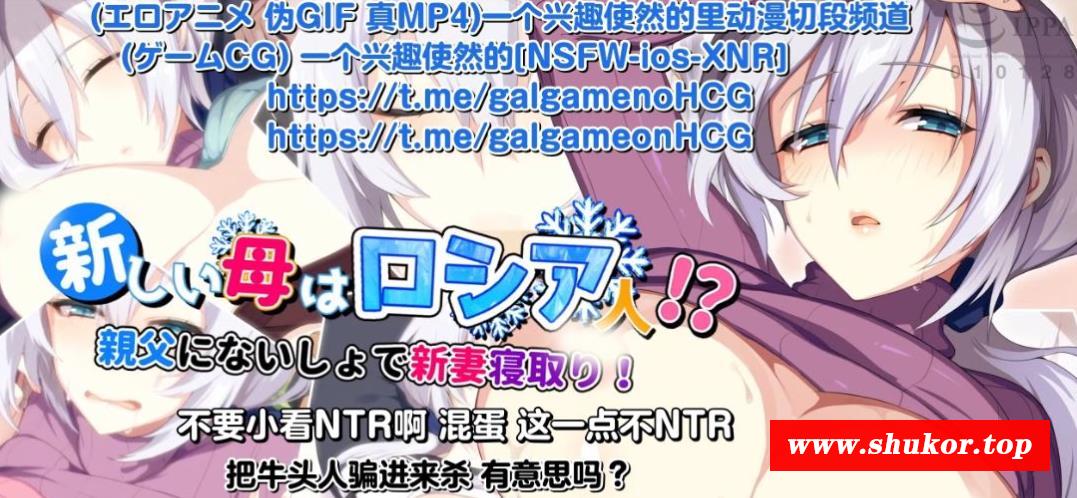 (エロアニメ 伪GIF 真MP4)一个兴趣使然的里动漫切段频道
(ゲームCG) 一个兴趣使然的[NSFW-ios-XNR]
https://t.me/galgamenoHCG
https://t.me/galgameonHCG
IPPA
010128
新しい母はロシア人!?
親父にないしょで新妻寝取り！
不要小看NTR啊 混蛋 这一点不NTR
把牛头人骗进来杀 有意思吗？
www.shukor.top